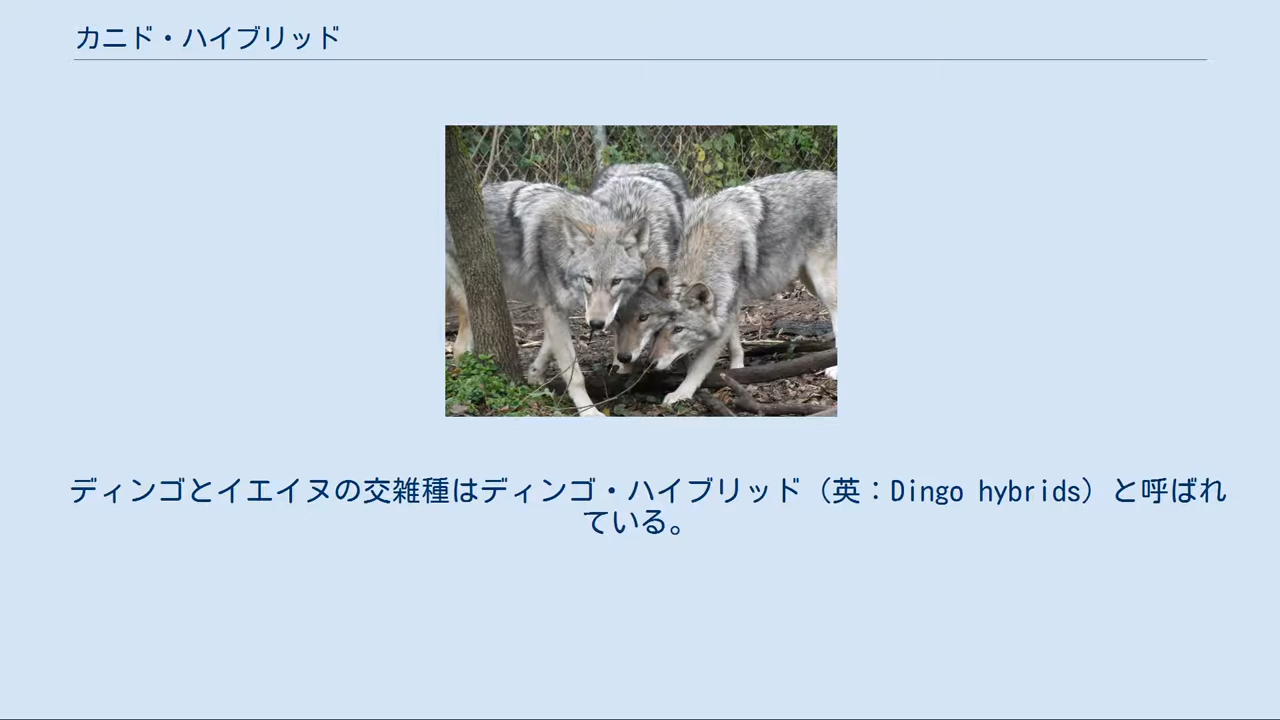 カニド・ハイブリッド
ディンゴとイエイヌの交雑種はディンゴ・ハイブリッド（英：Dingo hybrids）と呼ばれ
ている。